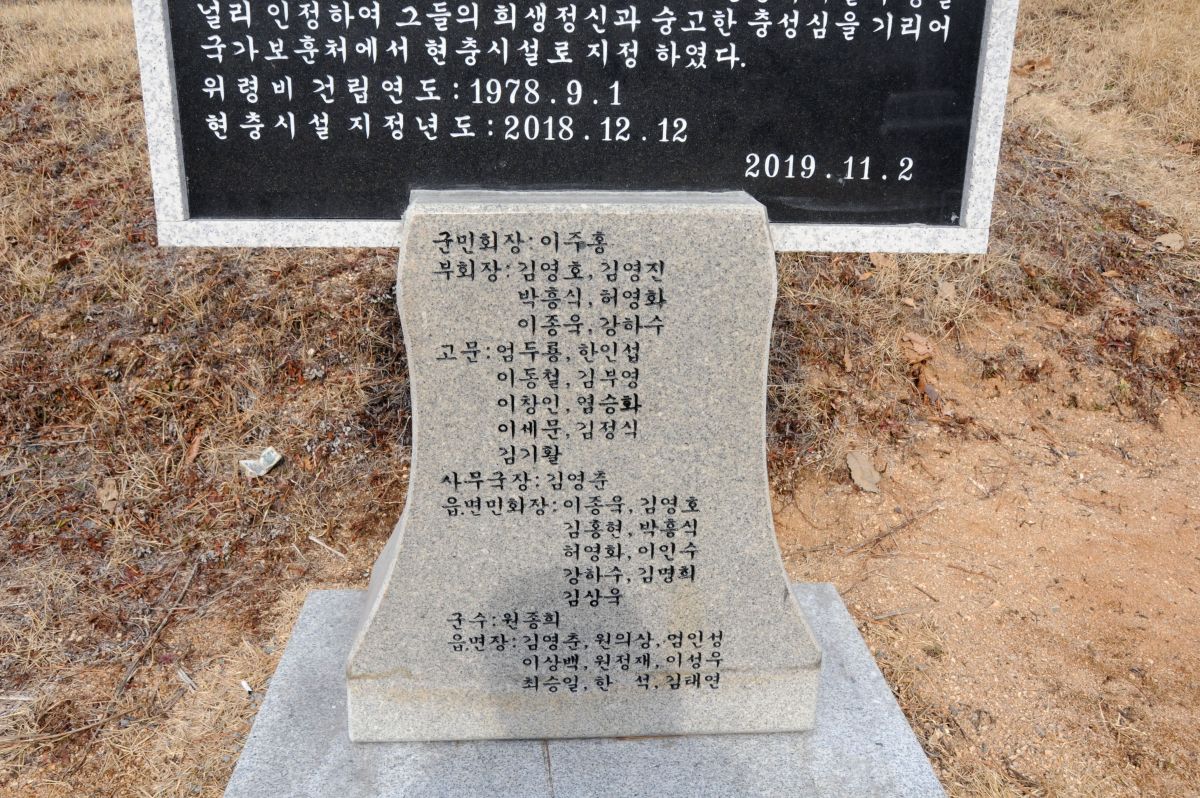 널리 인정하여 그들의 희생정신과 숭고한 충성심을 기리어
국가보훈처에서 현충시설로 지정 하였다.
위령비 건립연도:1978.9.1
현충시설 지정년도:2018.12.12
2019.11.2
군민회장:이주홍
부회장:김영호,김영진
박흥식,허영화
이종욱,강하수
고문:엄두룡,한인섭
이동철,김부영
이창인,염승화
이세문,김정식
김기활
사무국장:김영춘
읍.면민회장:이종욱,김영호
김홍현,박흥식
허영화,이인수
강하수,김명희
김상욱
군수:원종희
읍.면장:김영춘,원의상,엄인성
이상백,원정재,이성우
최승일,한 석,김태연